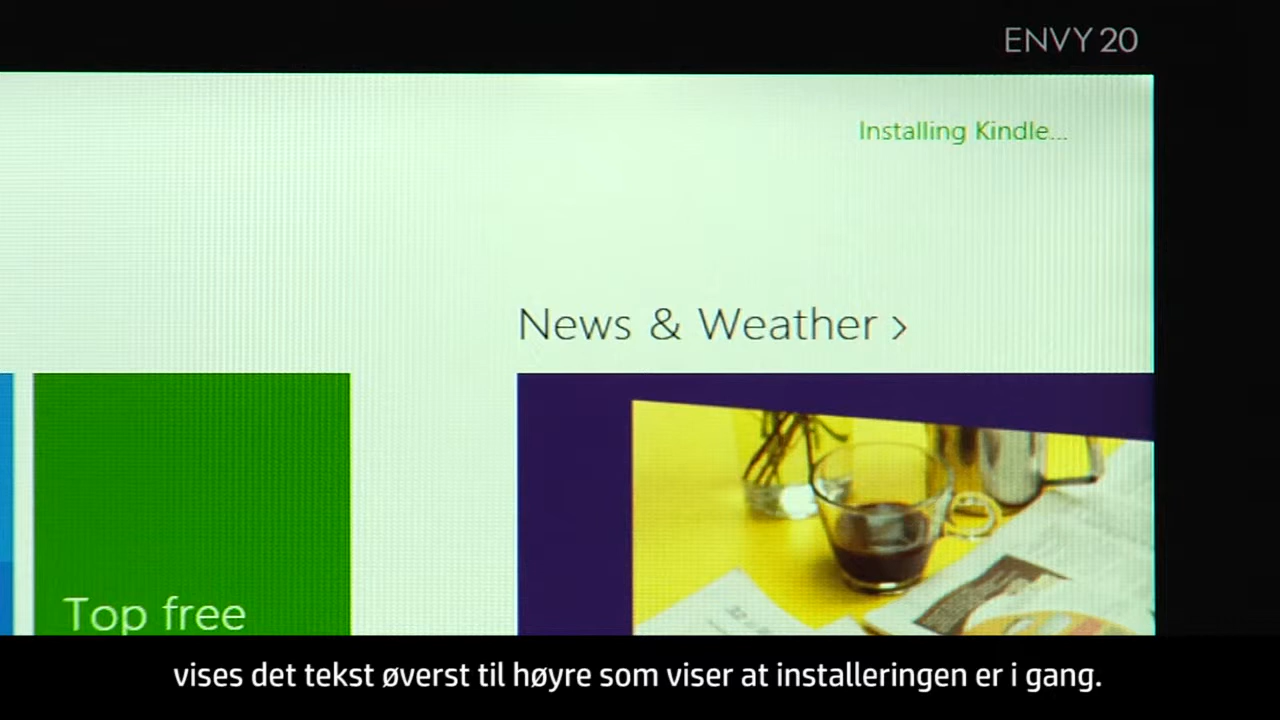 ENVY 20
Installing Kindle...
News & Weather >
Top free
vises det tekst øverst til høyre som viser at installeringen er i gang.